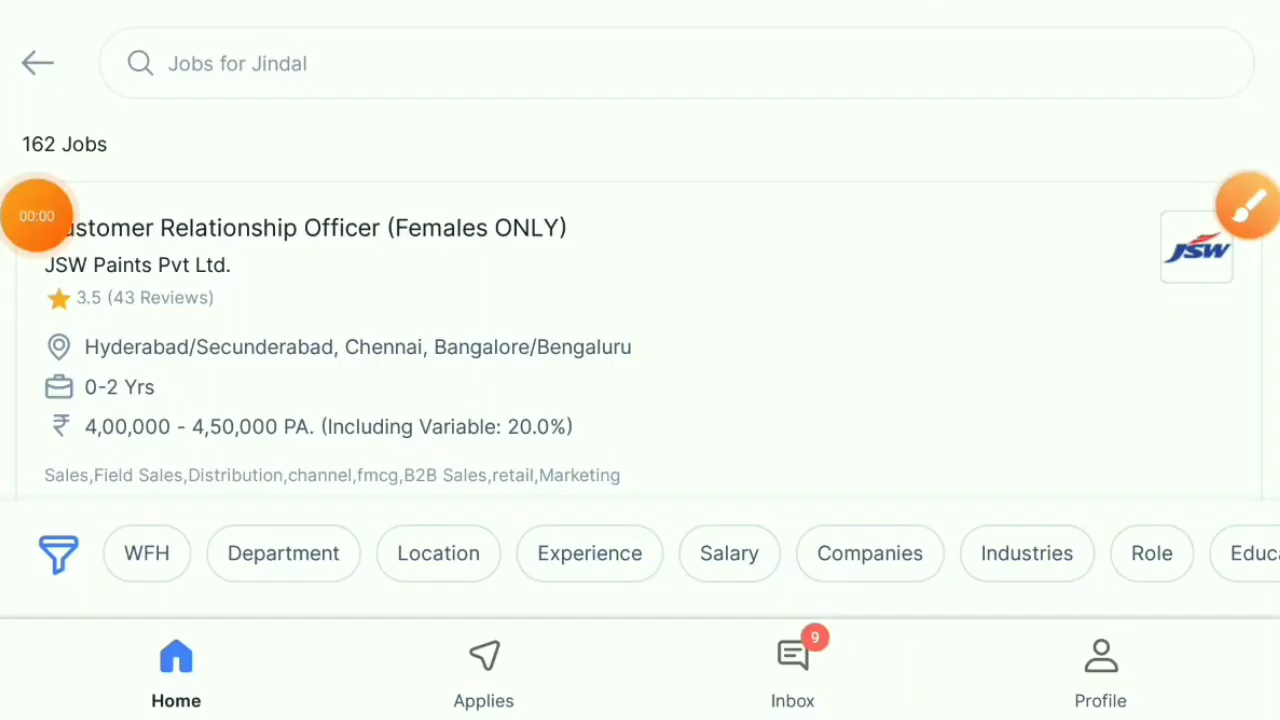 Jobs for Jindal
162 Jobs
00:00
ustomer Relationship Officer (Females ONLY)
JSW Paints Pvt Ltd.
JSW
3.5 (43 Reviews)
Hyderabad/Secunderabad, Chennai, Bangalore/Bengaluru
0-2 Yrs
₹ 4,00,000 - 4,50,000 PA. (Including Variable: 20.0%)
Sales,Field Sales,Distribution,channel,fmcg,B2B Sales,retail,Marketing
WFH Department Location Experience Salary Companies Industries Role Educa
9
Home Applies Inbox Profile